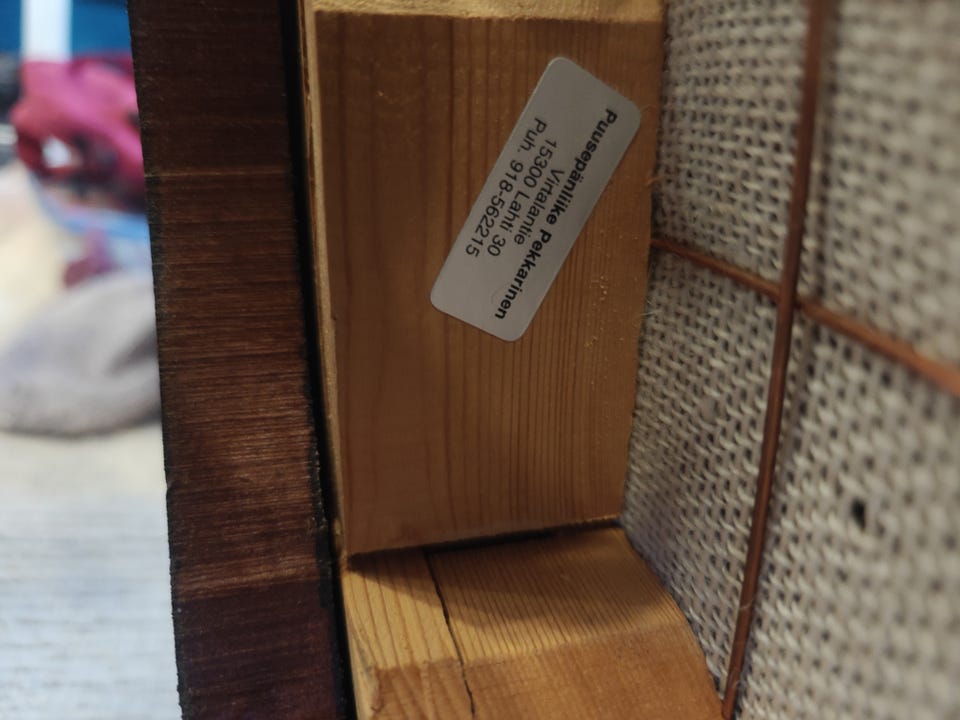 Puusepänliike Pekkarinen
Virtalantie
15300 Lahti 30
Puh. 918-562215